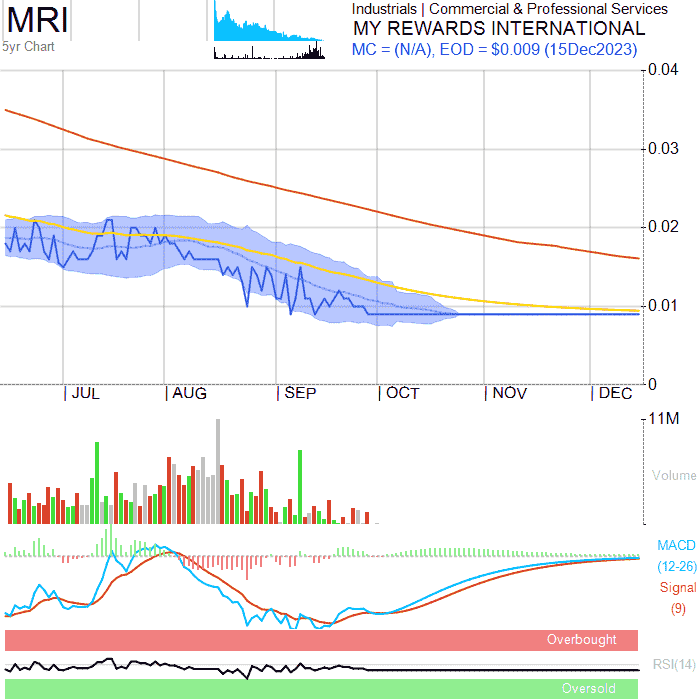 MRI
5yr Chart
Industrials | Commercial & Professional Services
MY REWARDS INTERNATIONAL
MC = (N/A), EOD = $0.009 (15Dec2023)
0.04
0.03
0.02
0.01
0
JUL AUG SEP OCT NOV DEC
11M
Volume
MACD
(12-26)
Signal
(9)
Overbought
RSI(14)
Oversold